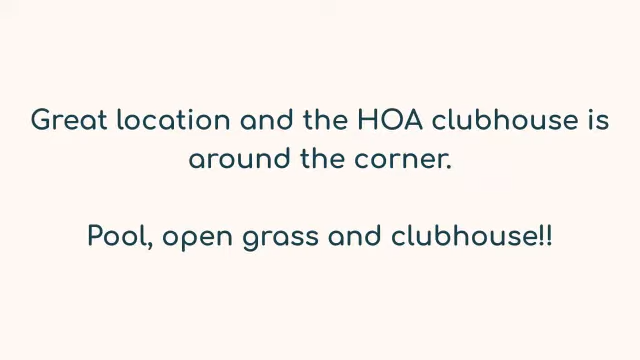 Great location and the HOA clubhouse is
around the corner.
Pool, open grass and clubhouse!!